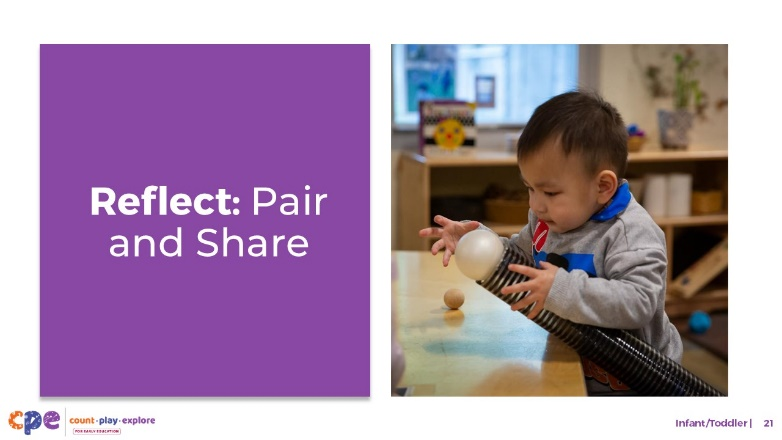 Reflect: Pair
and Share
cpe
count·play·explore
FOR EARLY EDUCATION
Infant/Toddler | 21